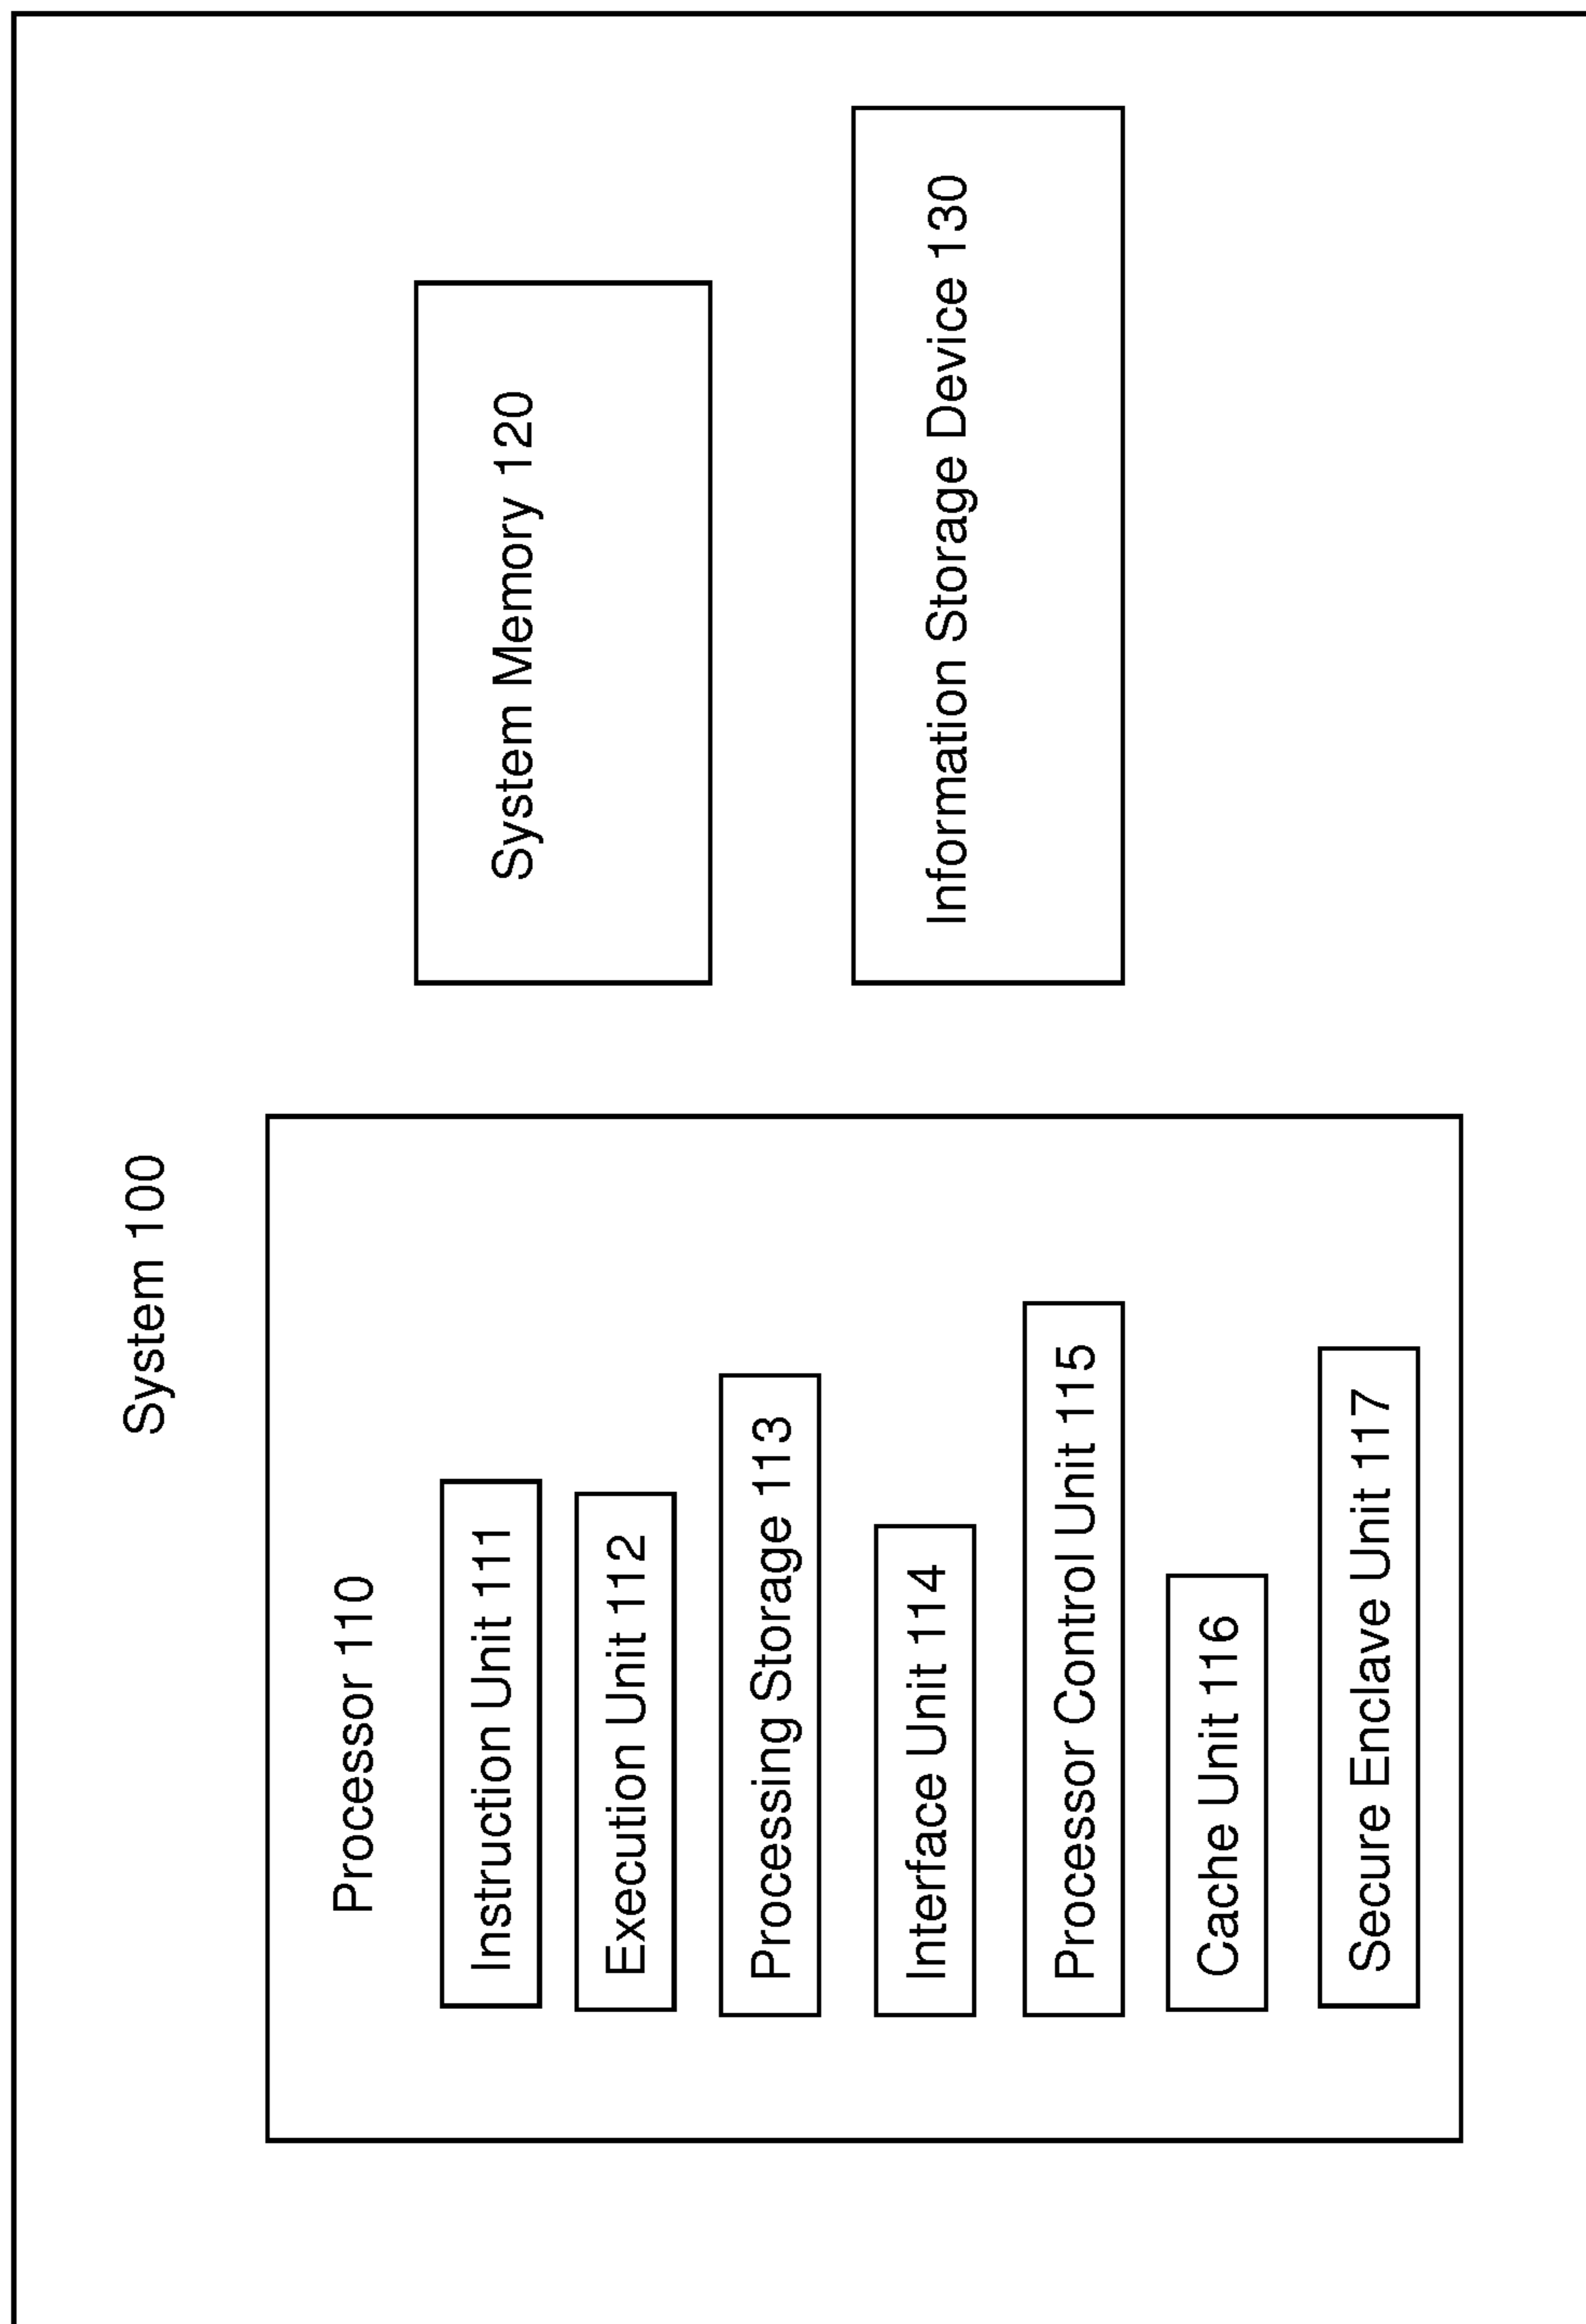 System 100
Processor 110
Instruction Unit 111
Execution Unit 112
Processing Storage 113
Interface Unit 114
Processor Control Unit 115
Cache Unit 116
Secure Enclave Unit 117
System Memory 120
Information Storage Device 130